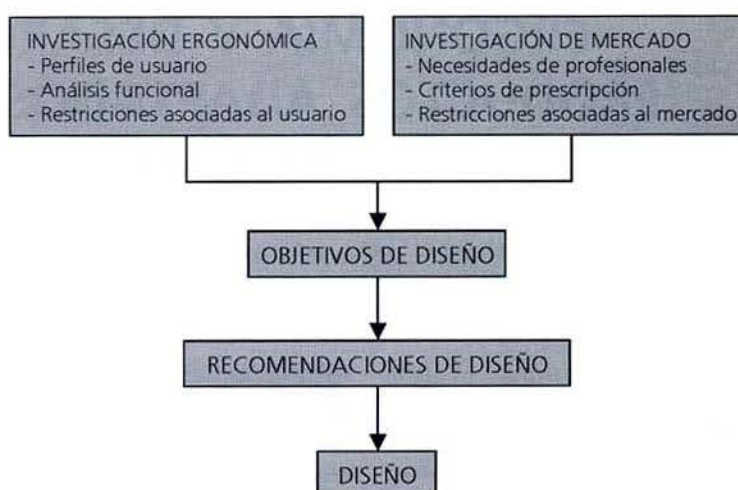 INVESTIGACIÓN ERGONÓMICA
- Perfiles de usuario
- Análisis funcional
- Restricciones asociadas al usuario
INVESTIGACIÓN DE MERCADO
- Necesidades de profesionales
- Criterios de prescripción
- Restricciones asociadas al mercado
OBJETIVOS DE DISEÑO
RECOMENDACIONES DE DISEÑO
DISEÑO